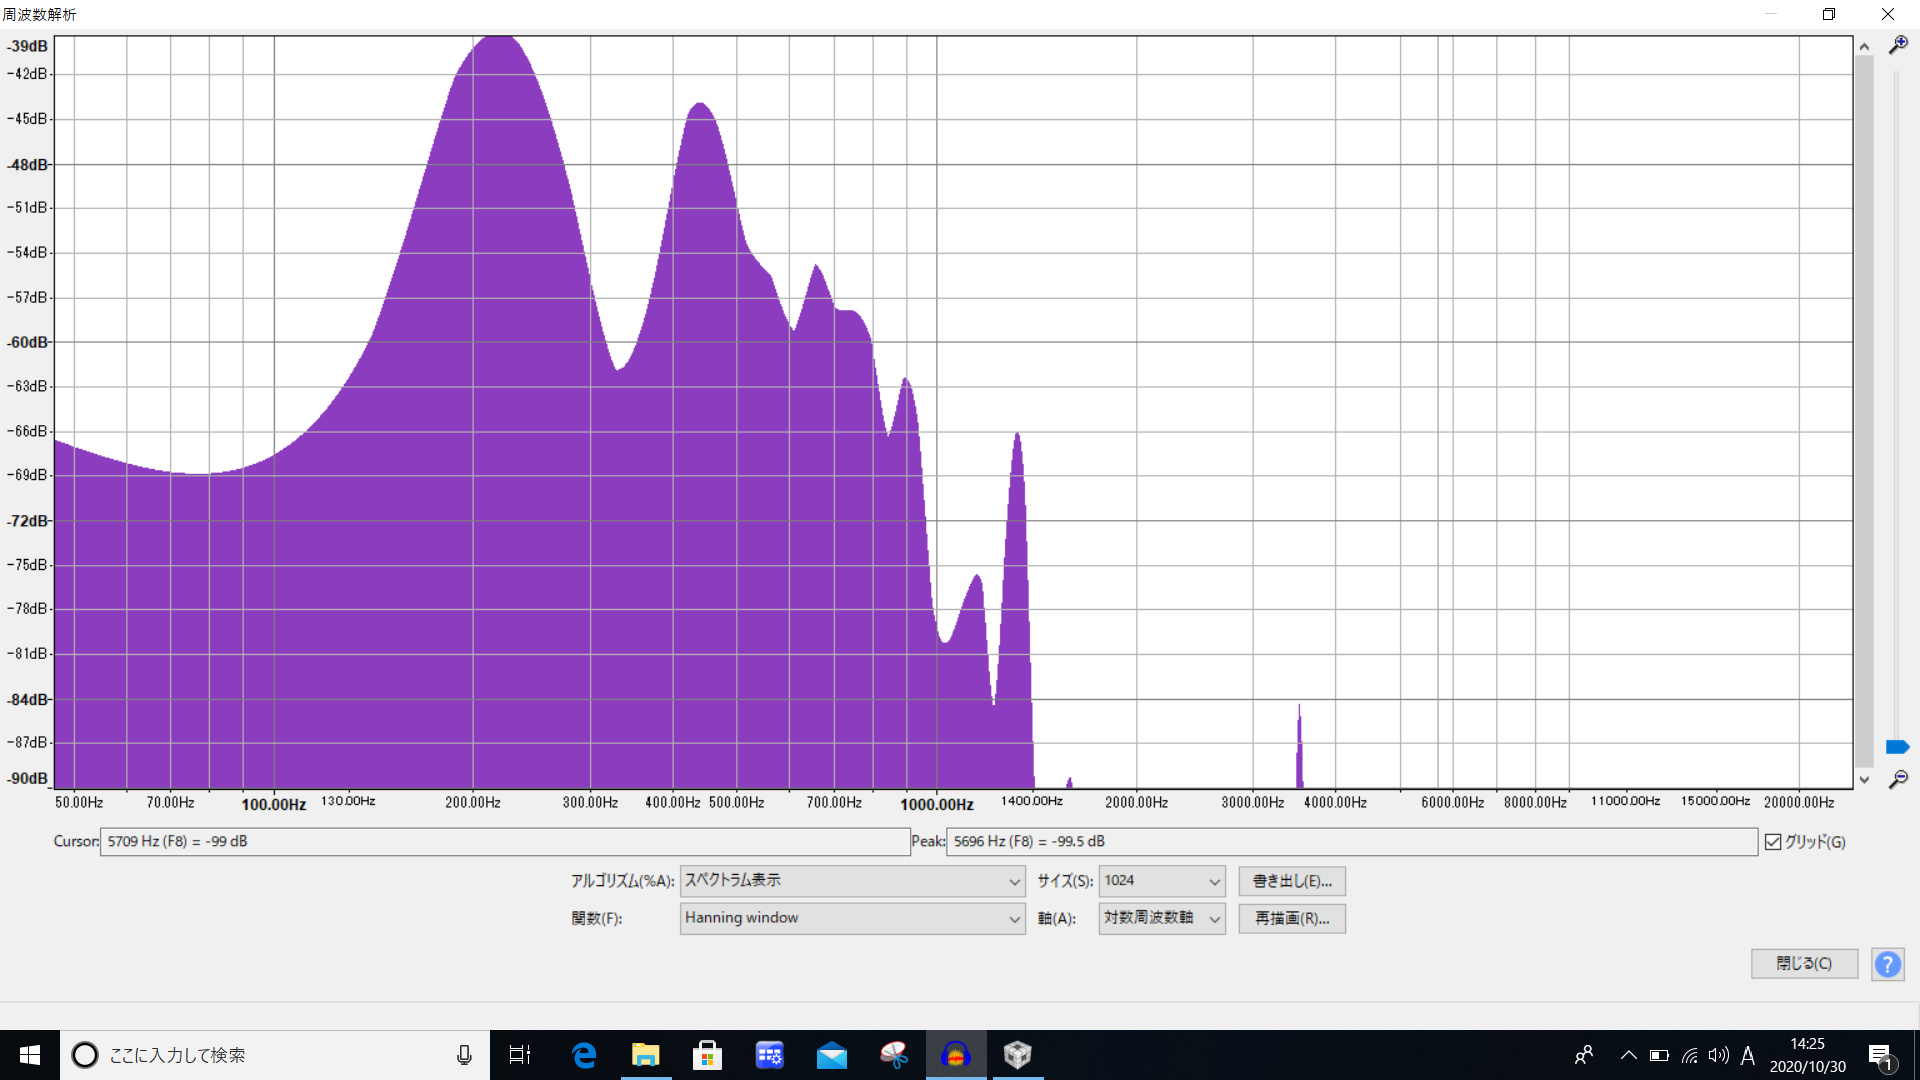 周波数解析
-39dB
-42dB
-45dB
-48dB
-51dB
-54dB
-57dB
-60dB
-63dB
-66dB
-69dB
-72dB
-75dB
-78dB
-81dB
-84dB
-87dB
-90dB
50.00Hz 70.00Hz 100.00Hz 130.00Hz 200.00Hz 300.00Hz 400.00Hz 500.00Hz 700.00Hz 1000.00Hz 1400.00Hz 2000.00Hz 3000.00Hz 4000.00Hz 6000.00Hz 8000.00Hz 11000.00Hz 15000.00Hz 20000.00Hz
Cursor: 5709 Hz (F8) = -99 dB Peak: 5696 Hz (F8) = -99.5 dB グリッド(G)
アルゴリズム(%A): スペクトラム表示 サイズ(S): 1024 書き出し(E)...
関数(F): Hanning window 軸(A): 対数周波数軸 再描画(R)...
閉じる(C) ?
ここに入力して検索 A 14:25
2020/10/30 1